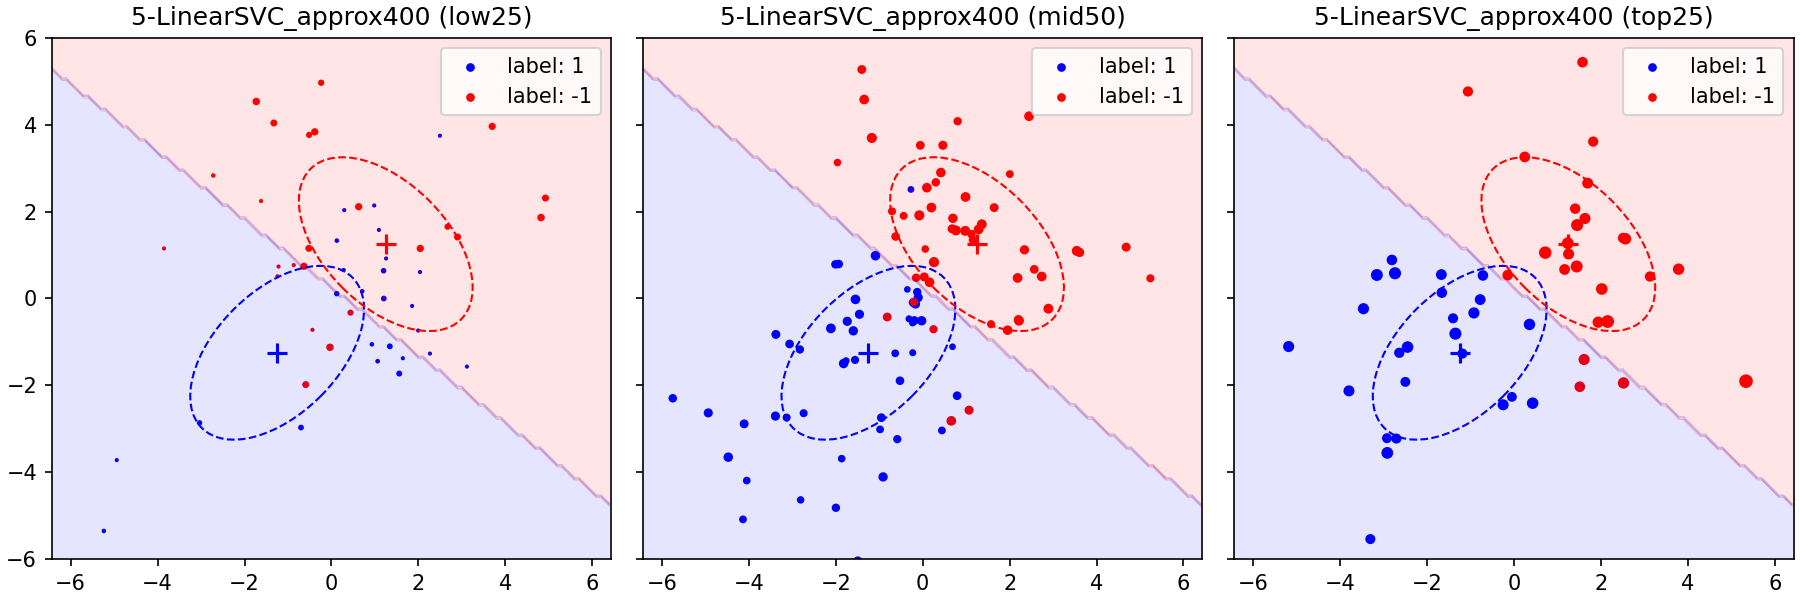 5-LinearSVC_approx400 (low25)
label: 1
label: -1
6
4
2
0
−2
−4
−6
−6 −4 −2 0 2 4 6
5-LinearSVC_approx400 (mid50)
label: 1
label: -1
−6 −4 −2 0 2 4 6
5-LinearSVC_approx400 (top25)
label: 1
label: -1
−6 −4 −2 0 2 4 6